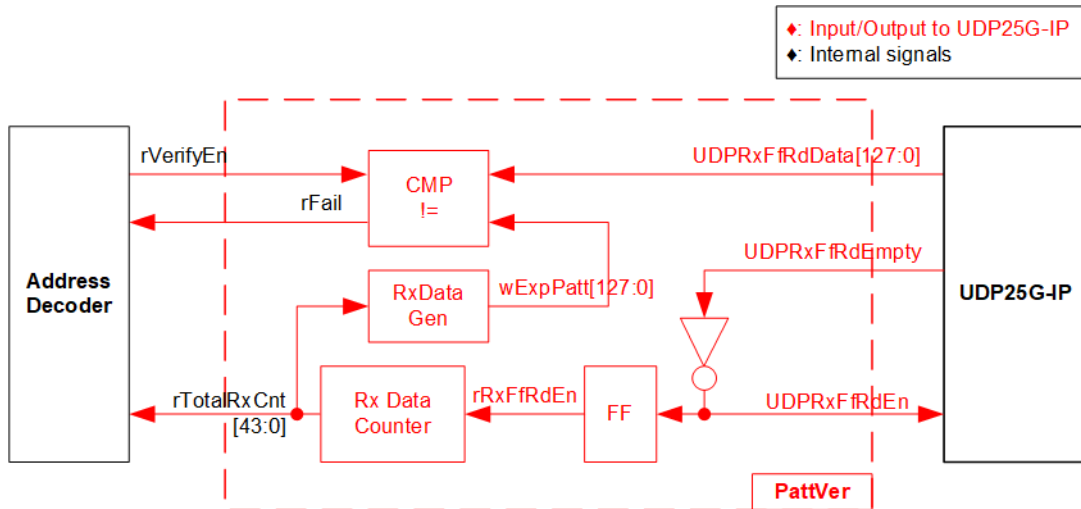 ♦: Input/Output to UDP25G-IP
♦: Internal signals
rVerifyEn
UDPRxFfRdData[127:0]
CMP
!=
rFail
UDPRxFfRdEmpty
Address
Decoder
RxData
Gen
wExpPatt[127:0]
UDP25G-IP
rTotalRxCnt
[43:0]
Rx Data
Counter
rRxFfRdEn
FF
UDPRxFfRdEn
PattVer